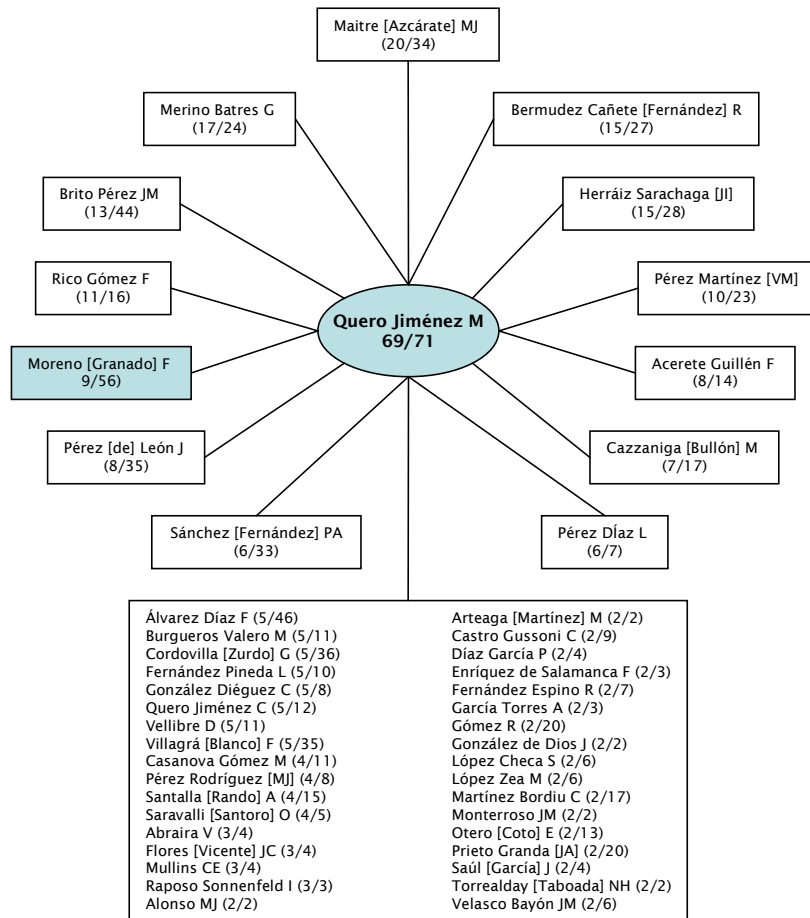 Maitre [Azcárate] MJ
(20/34)
Merino Batres G
(17/24)
Bermudez Cañete [Fernández] R
(15/27)
Brito Pérez JM
(13/44)
Herráiz Sarachaga [JI]
(15/28)
Rico Gómez F
(11/16)
Pérez Martínez [VM]
(10/23)
Quero Jiménez M
69/71
Moreno [Granado] F
9/56
Acerete Guillén F
(8/14)
Pérez [de] León J
(8/35)
Cazzaniga [Bullón] M
(7/17)
Sánchez [Fernández] PA
(6/33)
Pérez DÍaz L
(6/7)
Álvarez Díaz F (5/46)
Burgueros Valero M (5/11)
Cordovilla [Zurdo] G (5/36)
Fernández Pineda L (5/10)
González Diéguez C (5/8)
Quero Jiménez C (5/12)
Vellibre D (5/11)
Villagrá [Blanco] F (5/35)
Casanova Gómez M (4/11)
Pérez Rodríguez [MJ] (4/8)
Santalla [Rando] A (4/15)
Saravalli [Santoro] O (4/5)
Abraira V (3/4)
Flores [Vicente] JC (3/4)
Mullins CE (3/4)
Raposo Sonnenfeld I (3/3)
Alonso MJ (2/2)
Arteaga [Martínez] M (2/2)
Castro Gussoni C (2/9)
Díaz García P (2/4)
Enríquez de Salamanca F (2/3)
Fernández Espino R (2/7)
García Torres A (2/3)
Gómez R (2/20)
González de Dios J (2/2)
López Checa S (2/6)
López Zea M (2/6)
Martínez Bordiu C (2/17)
Monterroso JM (2/2)
Otero [Coto] E (2/13)
Prieto Granda [JA] (2/20)
Saúl [García] J (2/4)
Torrealday [Taboada] NH (2/2)
Velasco Bayón JM (2/6)